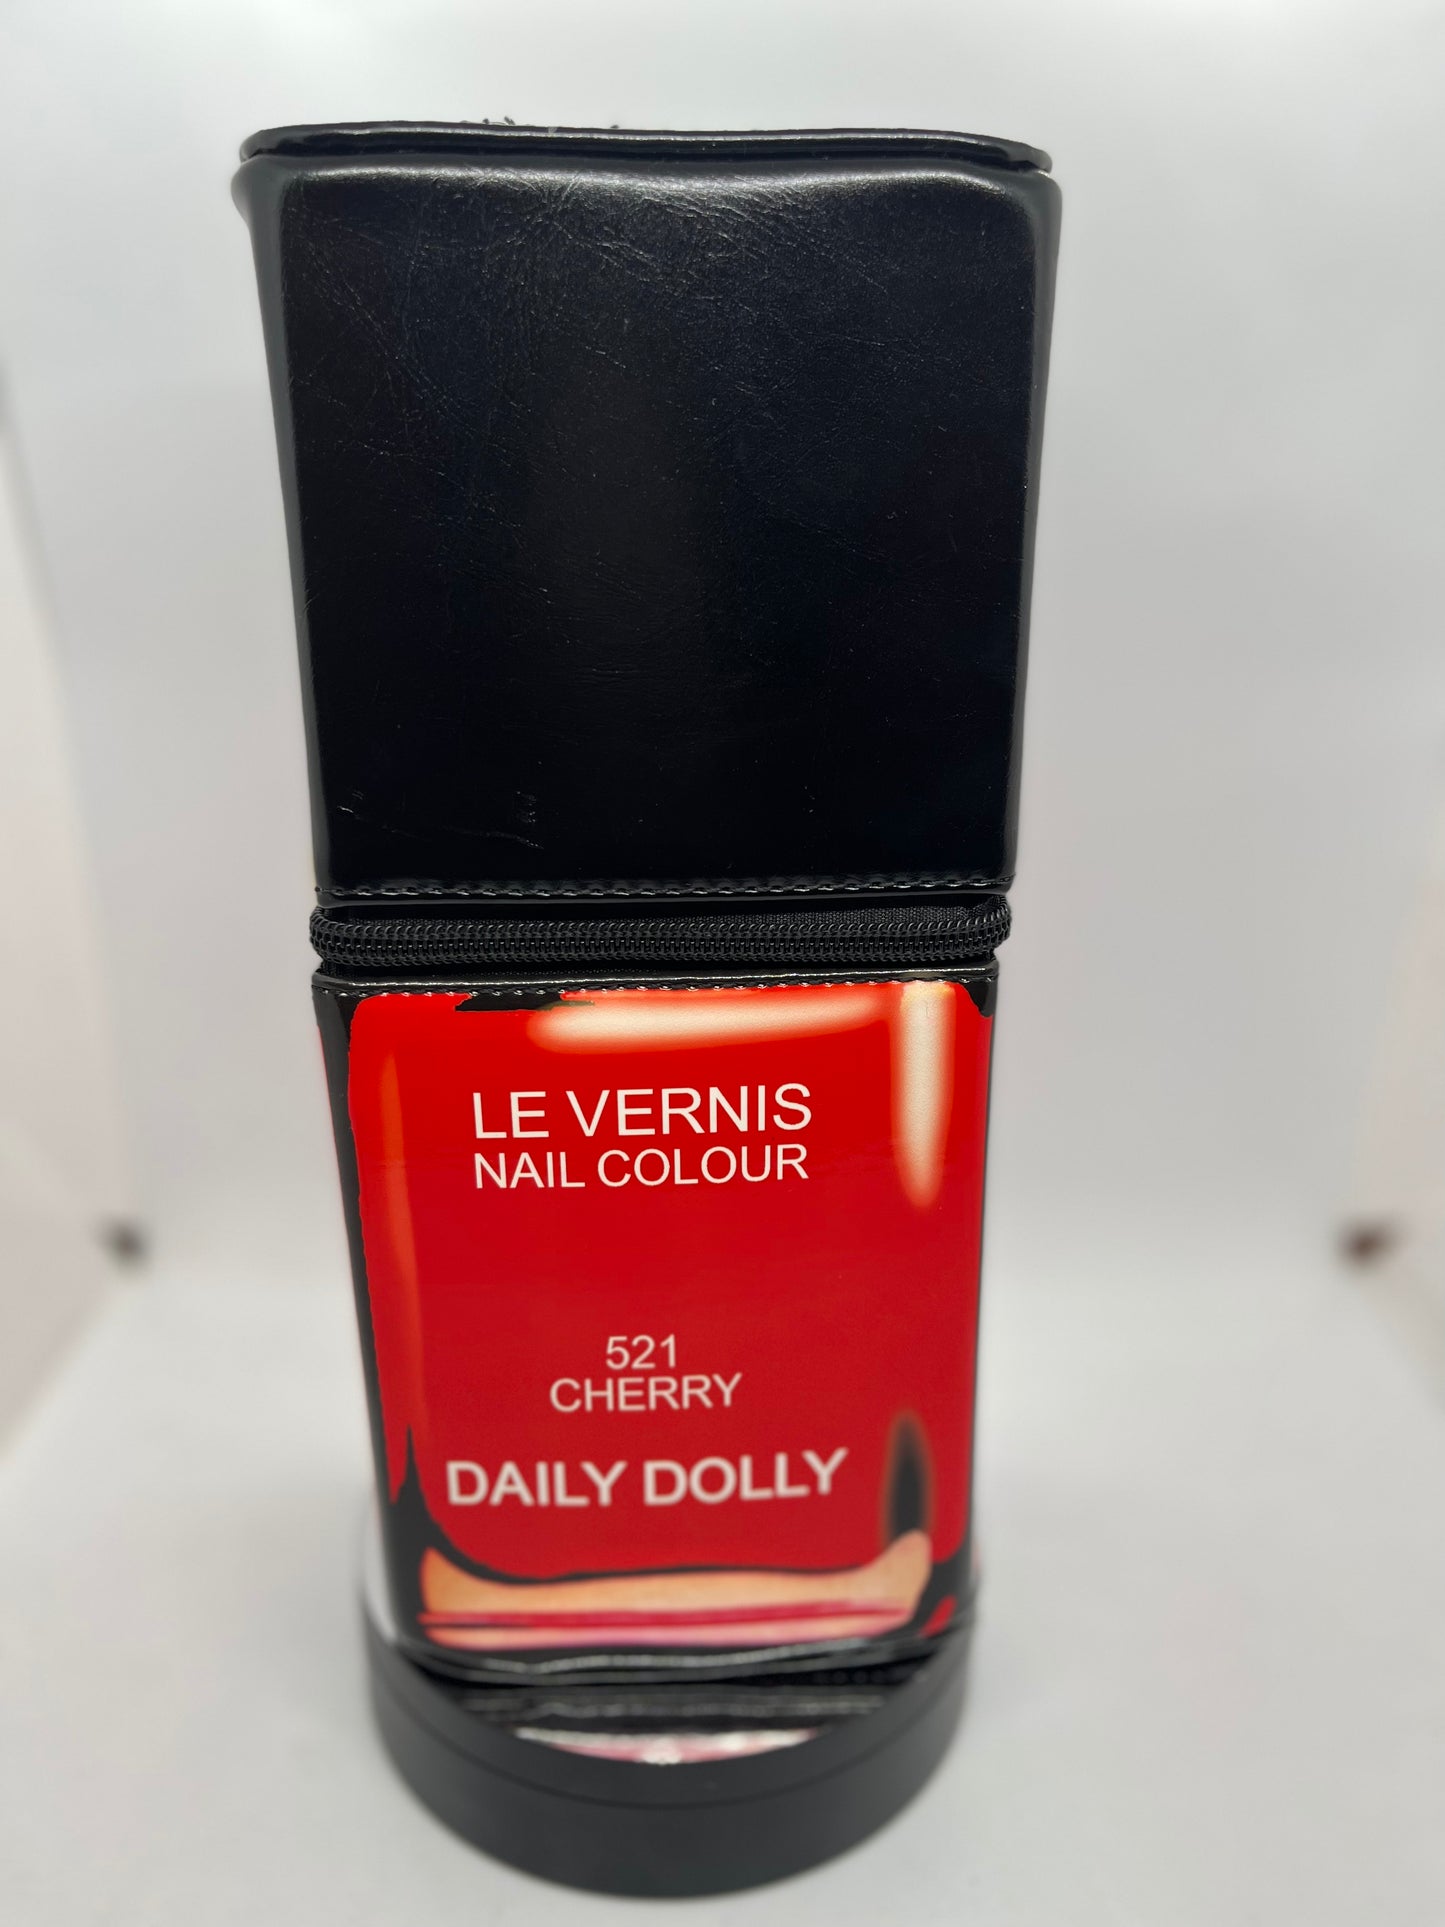 LE VERNIS
NAIL COLOUR
521
CHERRY
DAILY DOLLY